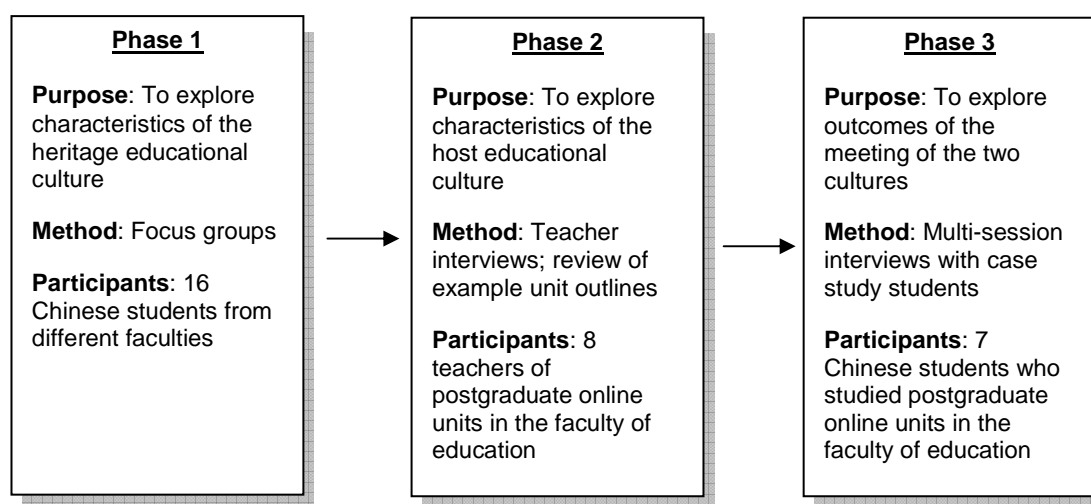 Phase 1
Purpose: To explore
characteristics of the
heritage educational
culture
Method: Focus groups
Participants: 16
Chinese students from
different faculties
Phase 2
Purpose: To explore
characteristics of the
host educational
culture
Method: Teacher
interviews; review of
example unit outlines
Participants: 8
teachers of
postgraduate online
units in the faculty of
education
Phase 3
Purpose: To explore
outcomes of the
meeting of the two
cultures
Method: Multi-session
interviews with case
study students
Participants: 7
Chinese students who
studied postgraduate
online units in the
faculty of education